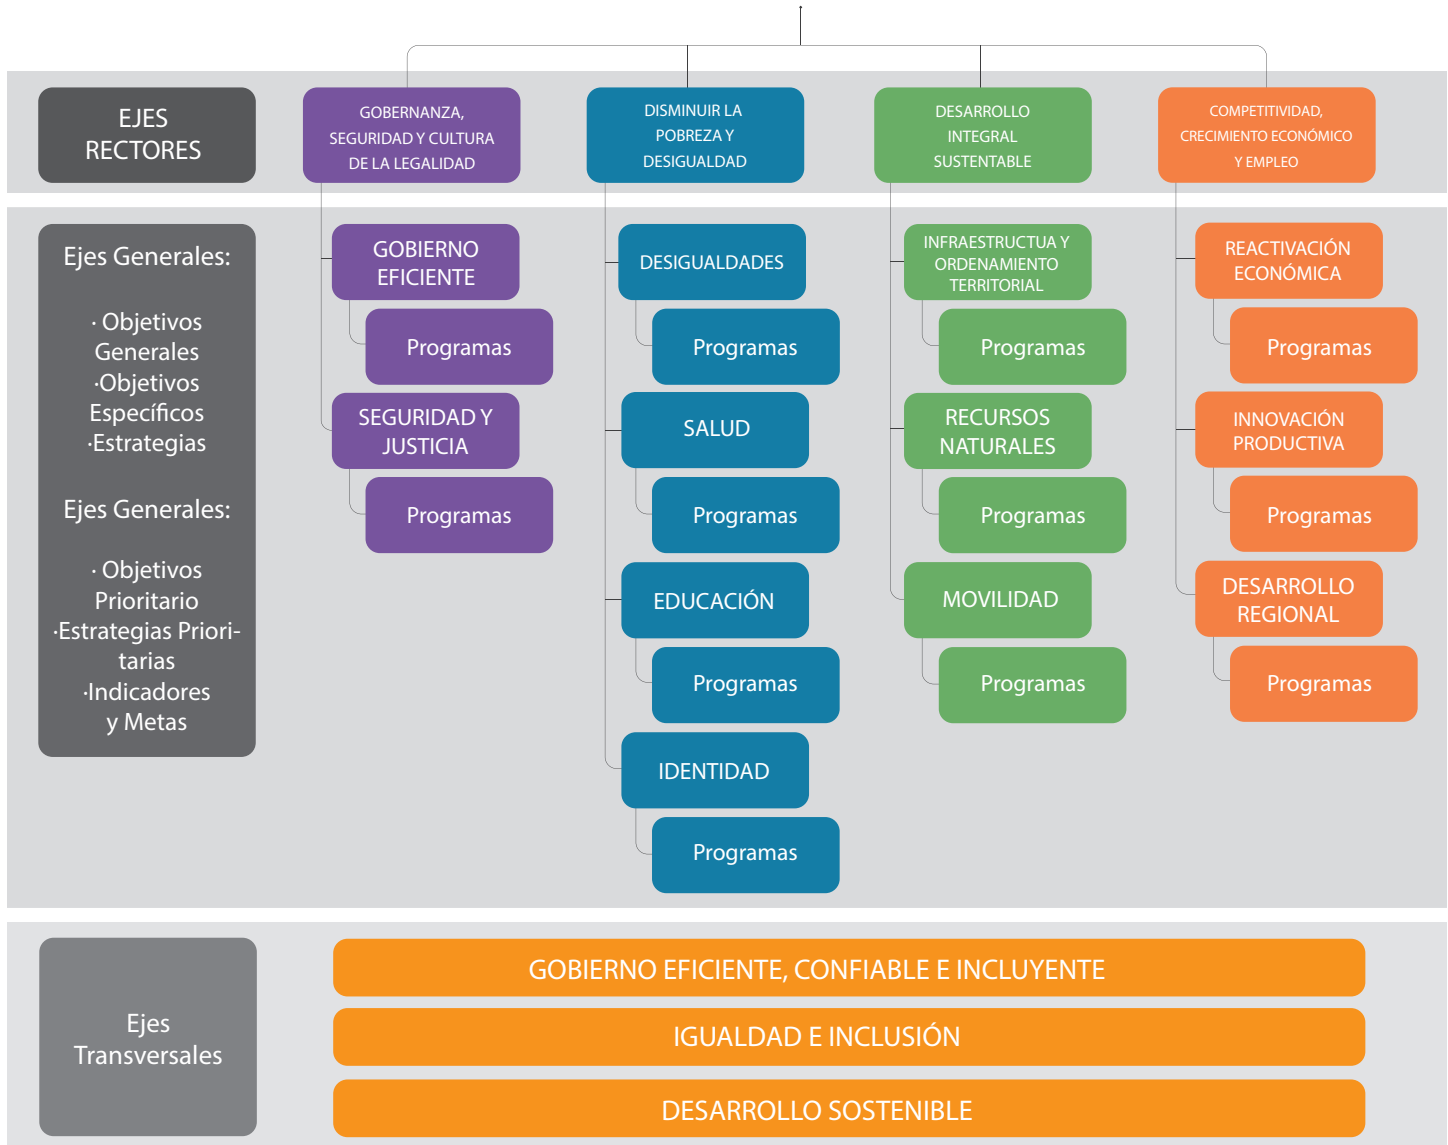 EJES
RECTORES
GOBERNANZA,
SEGURIDAD Y CULTURA
DE LA LEGALIDAD
DISMINUIR LA
POBREZA Y
DESIGUALDAD
DESARROLLO
INTEGRAL
SUSTENTABLE
COMPETITIVIDAD,
CRECIMIENTO ECONÓMICO
Y EMPLEO
Ejes Generales:
· Objetivos
Generales
·Objetivos
Específicos
·Estrategias
Ejes Generales:
· Objetivos
Prioritario
·Estrategias Priori-
tarias
·Indicadores
y Metas
GOBIERNO
EFICIENTE
Programas
SEGURIDAD Y
JUSTICIA
Programas
DESIGUALDADES
Programas
SALUD
Programas
EDUCACIÓN
Programas
IDENTIDAD
Programas
INFRAESTRUCTUA Y
ORDENAMIENTO
TERRITORIAL
Programas
RECURSOS
NATURALES
Programas
MOVILIDAD
Programas
REACTIVACIÓN
ECONÓMICA
Programas
INNOVACIÓN
PRODUCTIVA
Programas
DESARROLLO
REGIONAL
Programas
Ejes
Transversales
GOBIERNO EFICIENTE, CONFIABLE E INCLUYENTE
IGUALDAD E INCLUSIÓN
DESARROLLO SOSTENIBLE